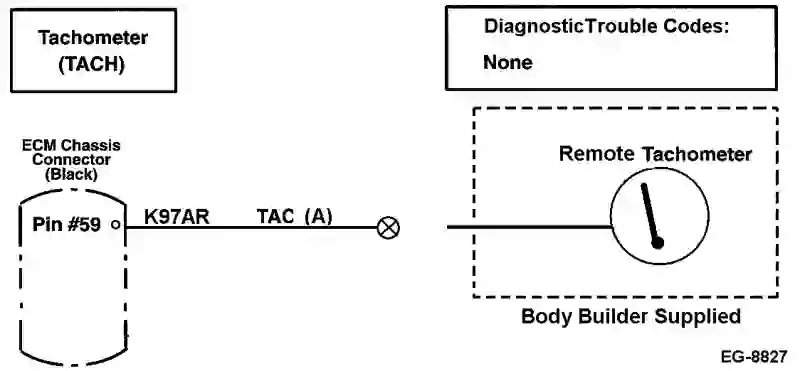 Tachometer
(TACH)
DiagnosticTrouble Codes:
None
ECM Chassis
Connector
(Black)
Pin #59
K97AR
TAC (A)
Remote Tachometer
Body Builder Supplied
EG-8827